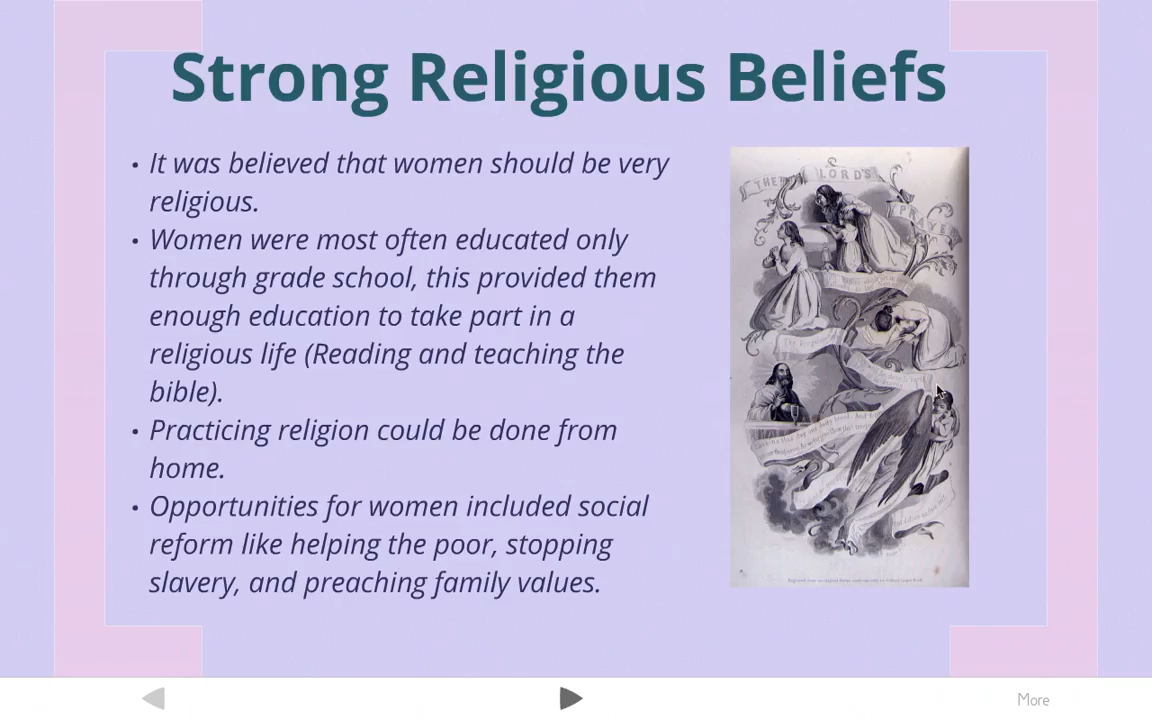 Strong Religious Beliefs
• It was believed that women should be very
religious.
• Women were most often educated only
through grade school, this provided them
enough education to take part in a
religious life (Reading and teaching the
bible).
• Practicing religion could be done from
home.
• Opportunities for women included social
reform like helping the poor, stopping
slavery, and preaching family values.
THE LORD'S
More